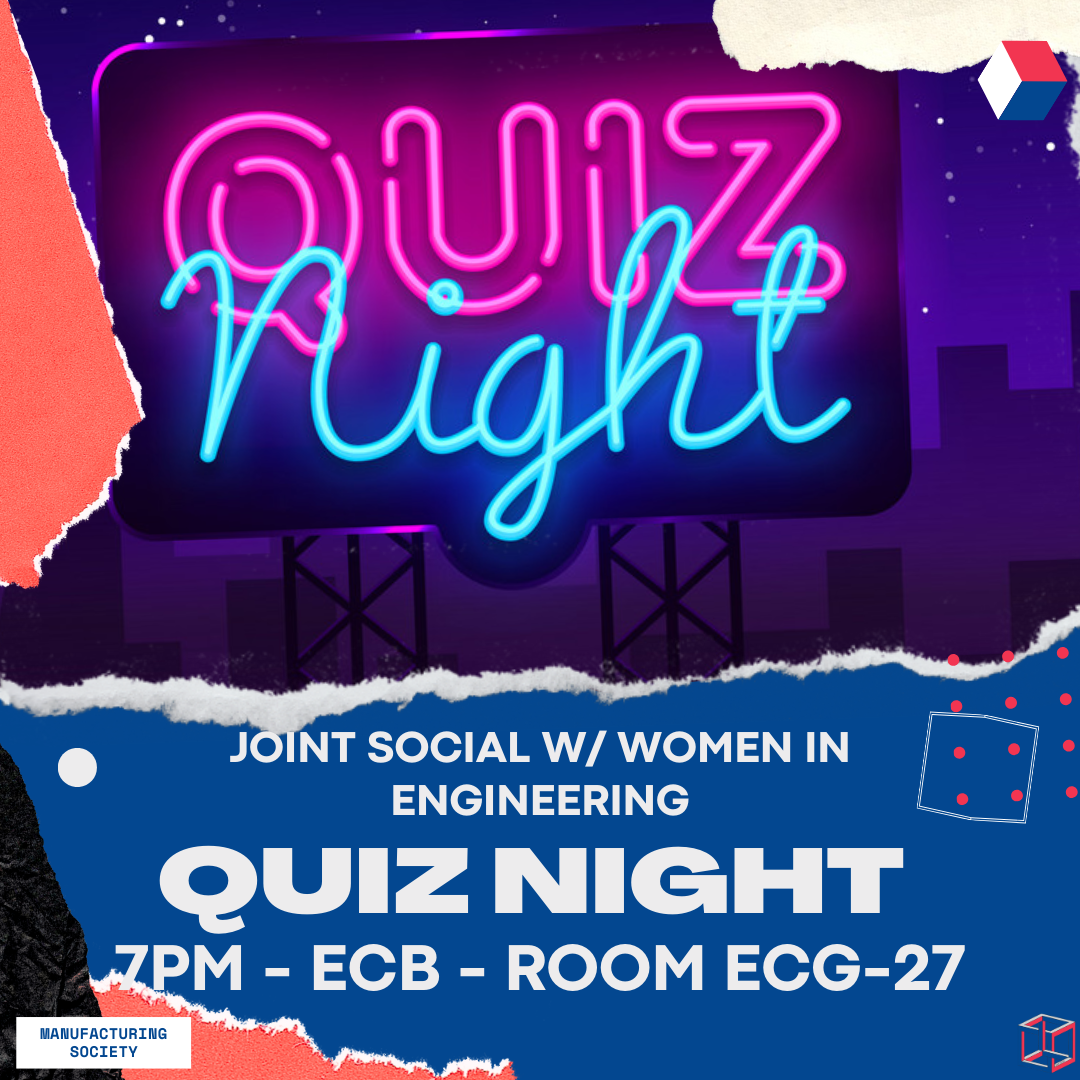 QUIZ
Night
JOINT SOCIAL W/ WOMEN IN
ENGINEERING
QUIZ NIGHT
7PM - ECB - ROOM ECG-27
MANUFACTURING
SOCIETY